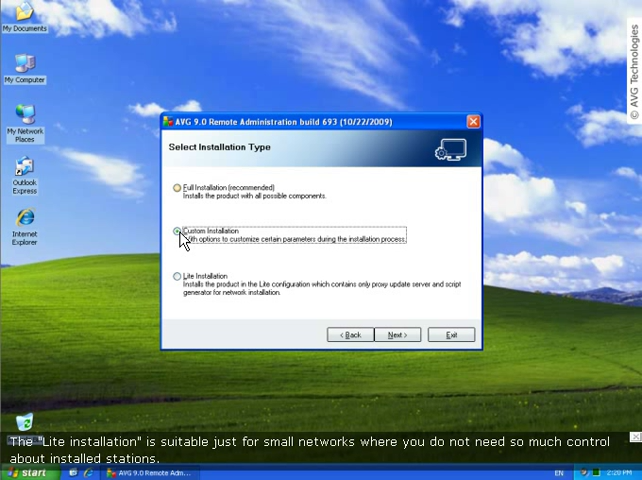 My Documents
My Computer
My Network
Places
Outlook
Express
Internet
Explorer
© AVG Technologies
AVG 9.0 Remote Administration build 693 (10/22/2009)
Select Installation Type
Full Installation (recommended)
Installs the product with all possible components.
Custom Installation
With options to customize certain parameters during the installation process.
Lite Installation
Installs the product in the Lite configuration which contains only proxy update server and script
generator for network installation.
< Back
Next >
Exit
The "Lite installation" is suitable just for small networks where you do not need so much control
about installed stations.
start
AVG 9.0 Remote Admin...
EN
2:20 PM